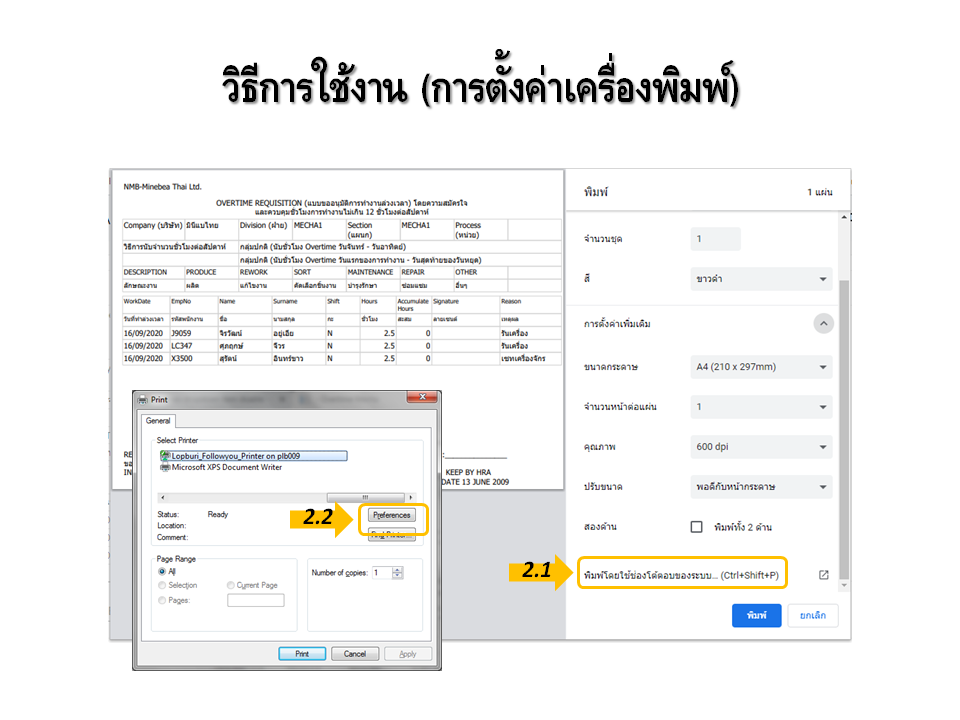 วิธีการใช้งาน (การตั้งค่าเครื่องพิมพ์)
NMB-Minebea Thai Ltd.
OVERTIME REQUISITION (แบบขออนุมัติการทำงานล่วงเวลา) โดยความสมัครใจ
และควบคุมชั่วโมงการทำงานไม่เกิน 12 ชั่วโมงต่อสัปดาห์
Company (บริษัท) มินีแบไทย Division (ฝ่าย) MECHA1 Section (แผนก) MECHA1 Process (หน่วย)
วิธีการนับจำนวนชั่วโมงต่อสัปดาห์ กลุ่มปกติ (นับชั่วโมง Overtime วันจันทร์ - วันอาทิตย์)
กลุ่มปกติ (นับชั่วโมง Overtime วันแรกของการทำงาน - วันสุดท้ายของวันหยุด)
DESCRIPTION PRODUCE REWORK SORT MAINTENANCE REPAIR OTHER
ลักษณะงาน ผลิต แก้ไขงาน คัดเลือกชิ้นงาน บำรุงรักษา ซ่อมแซม อื่นๆ
WorkDate EmpNo Name Surname Shift Hours Accumulate Hours Signature Reason
วันที่ทำล่วงเวลา รหัสพนักงาน ชื่อ นามสกุล กะ ชั่วโมง สะสม ลายเซนต์ เหตุผล
16/09/2020 J9059 จิรวัฒน์ อยู่เอี่ย N 2.5 0 รันเครื่อง
16/09/2020 LC347 ศุภฤกษ์ จีวร N 2.5 0 รันเครื่อง
16/09/2020 X3S00 สุรัตน์ อินทร์ขาว N 2.5 0 เซทเครื่องจักร
KEEP BY HRA
DATE 13 JUNE 2009
Print
General
Select Printer
Lopburi_Followyou_Printer on plb009
Microsoft XPS Document Writer
Status: Ready
Location:
Comment:
Preferences
Find Printer...
2.2
Page Range
All
Selection Current Page
Pages:
Number of copies: 1
Print Cancel Apply
พิมพ์ 1 แผ่น
จำนวนชุด 1
สี ขาวดำ
การตั้งค่าเพิ่มเติม
ขนาดกระดาษ A4 (210 x 297mm)
จำนวนหน้าต่อแผ่น 1
คุณภาพ 600 dpi
ปรับขนาด พอดีกับหน้ากระดาษ
สองด้าน พิมพ์ทั้ง 2 ด้าน
2.1
พิมพ์โดยใช้ช่องโต้ตอบของระบบ... (Ctrl+Shift+P)
พิมพ์ ยกเลิก